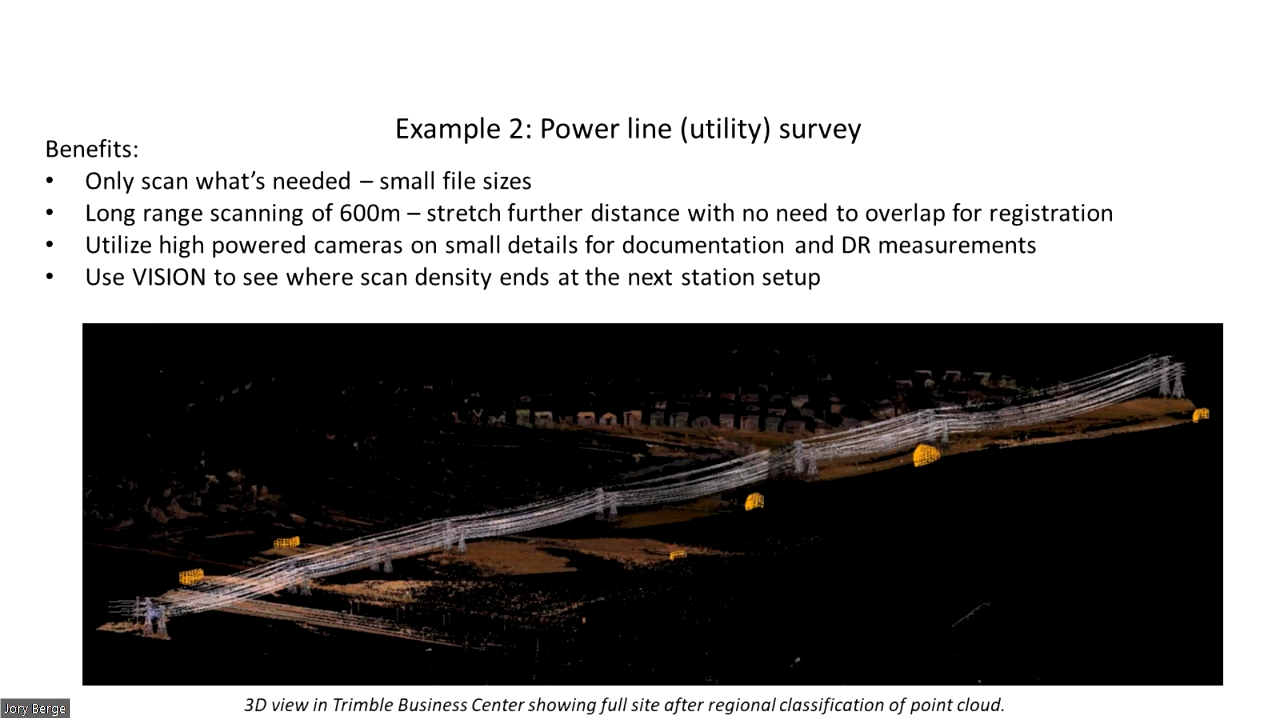 Example 2: Power line (utility) survey
Benefits:
• Only scan what's needed – small file sizes
• Long range scanning of 600m – stretch further distance with no need to overlap for registration
• Utilize high powered cameras on small details for documentation and DR measurements
• Use VISION to see where scan density ends at the next station setup
Jory Berge
3D view in Trimble Business Center showing full site after regional classification of point cloud.